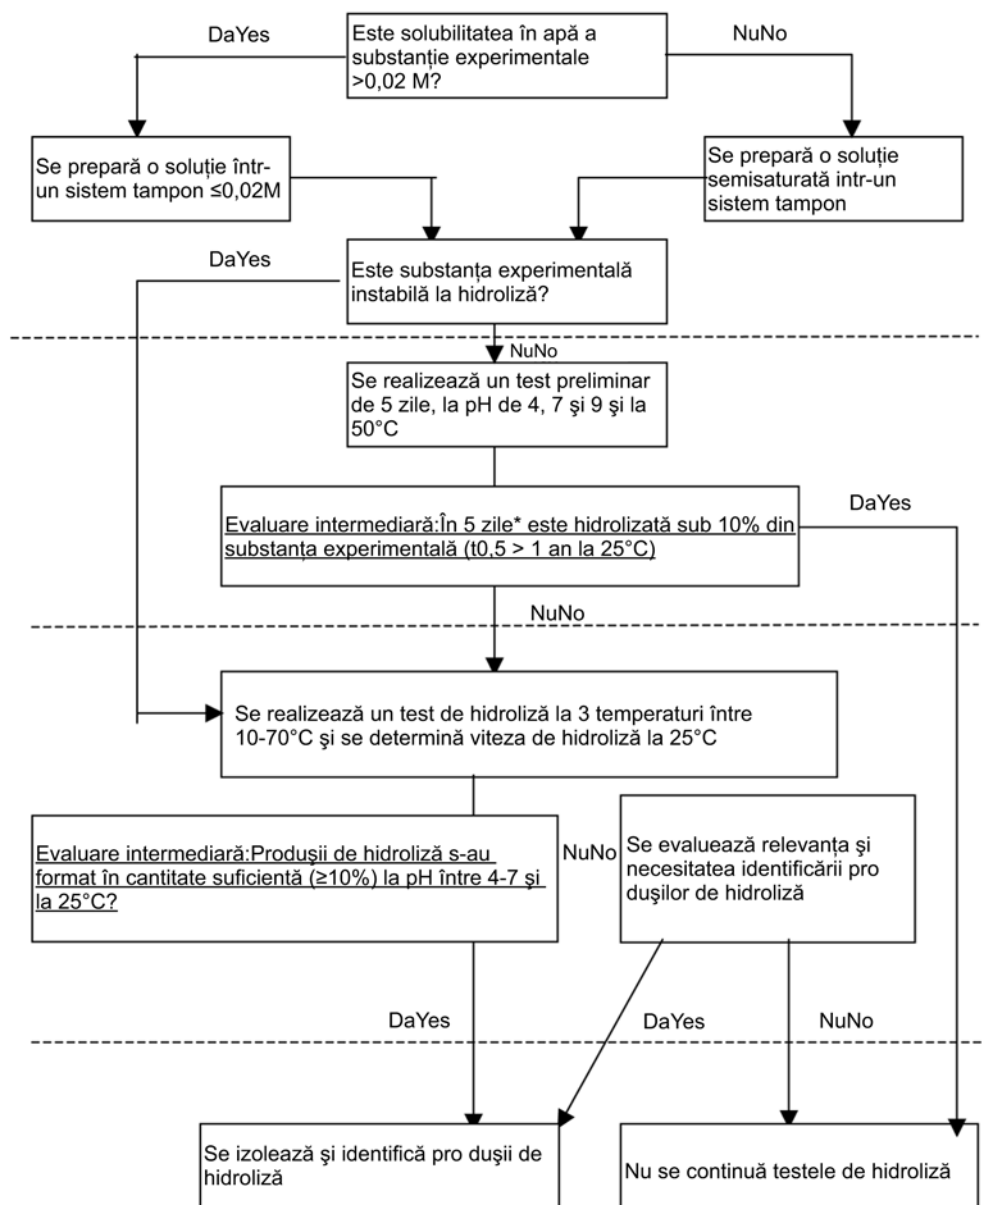 DaYes
Este solubilitatea în apă a
substanție experimentale
>0,02 M?
NuNo
Se prepară o soluție într-
un sistem tampon ≤0,02M
Se prepară o soluție
semisaturată intr-un
sistem tampon
DaYes
Este substanța experimentală
instabilă la hidroliză?
NuNo
Se realizează un test preliminar
de 5 zile, la pH de 4, 7 şi 9 şi la
50°C
DaYes
Evaluare intermediară:În 5 zile* este hidrolizată sub 10% din
substanța experimentală (t0,5 > 1 an la 25°C)
NuNo
Se realizează un test de hidroliză la 3 temperaturi între
10-70°C şi se determină viteza de hidroliză la 25°C
Evaluare intermediară:Produşii de hidroliză s-au
format în cantitate suficientă (≥10%) la pH între 4-7 şi
la 25°C?
NuNo
Se evaluează relevanța şi
necesitatea identificării pro
duşilor de hidroliză
DaYes
DaYes
NuNo
Se izolează şi identifică pro duşii de
hidroliză
Nu se continuă testele de hidroliză